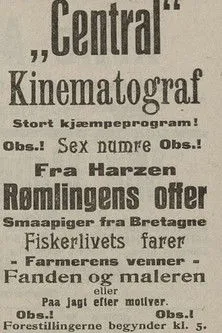 „Central“
Kinematograf
Stort kjæmpeprogram!
Obs.! Sex numre Obs.!
Fra Harzen
Rømlingens offer
Smaapiger fra Bretagne
Fiskerlivets farer
- Farmerens venner -
Fanden og maleren
eller
Paa jagt efter motiver.
Obs.! Obs.!
Forestillingerne begynder kl. 5.